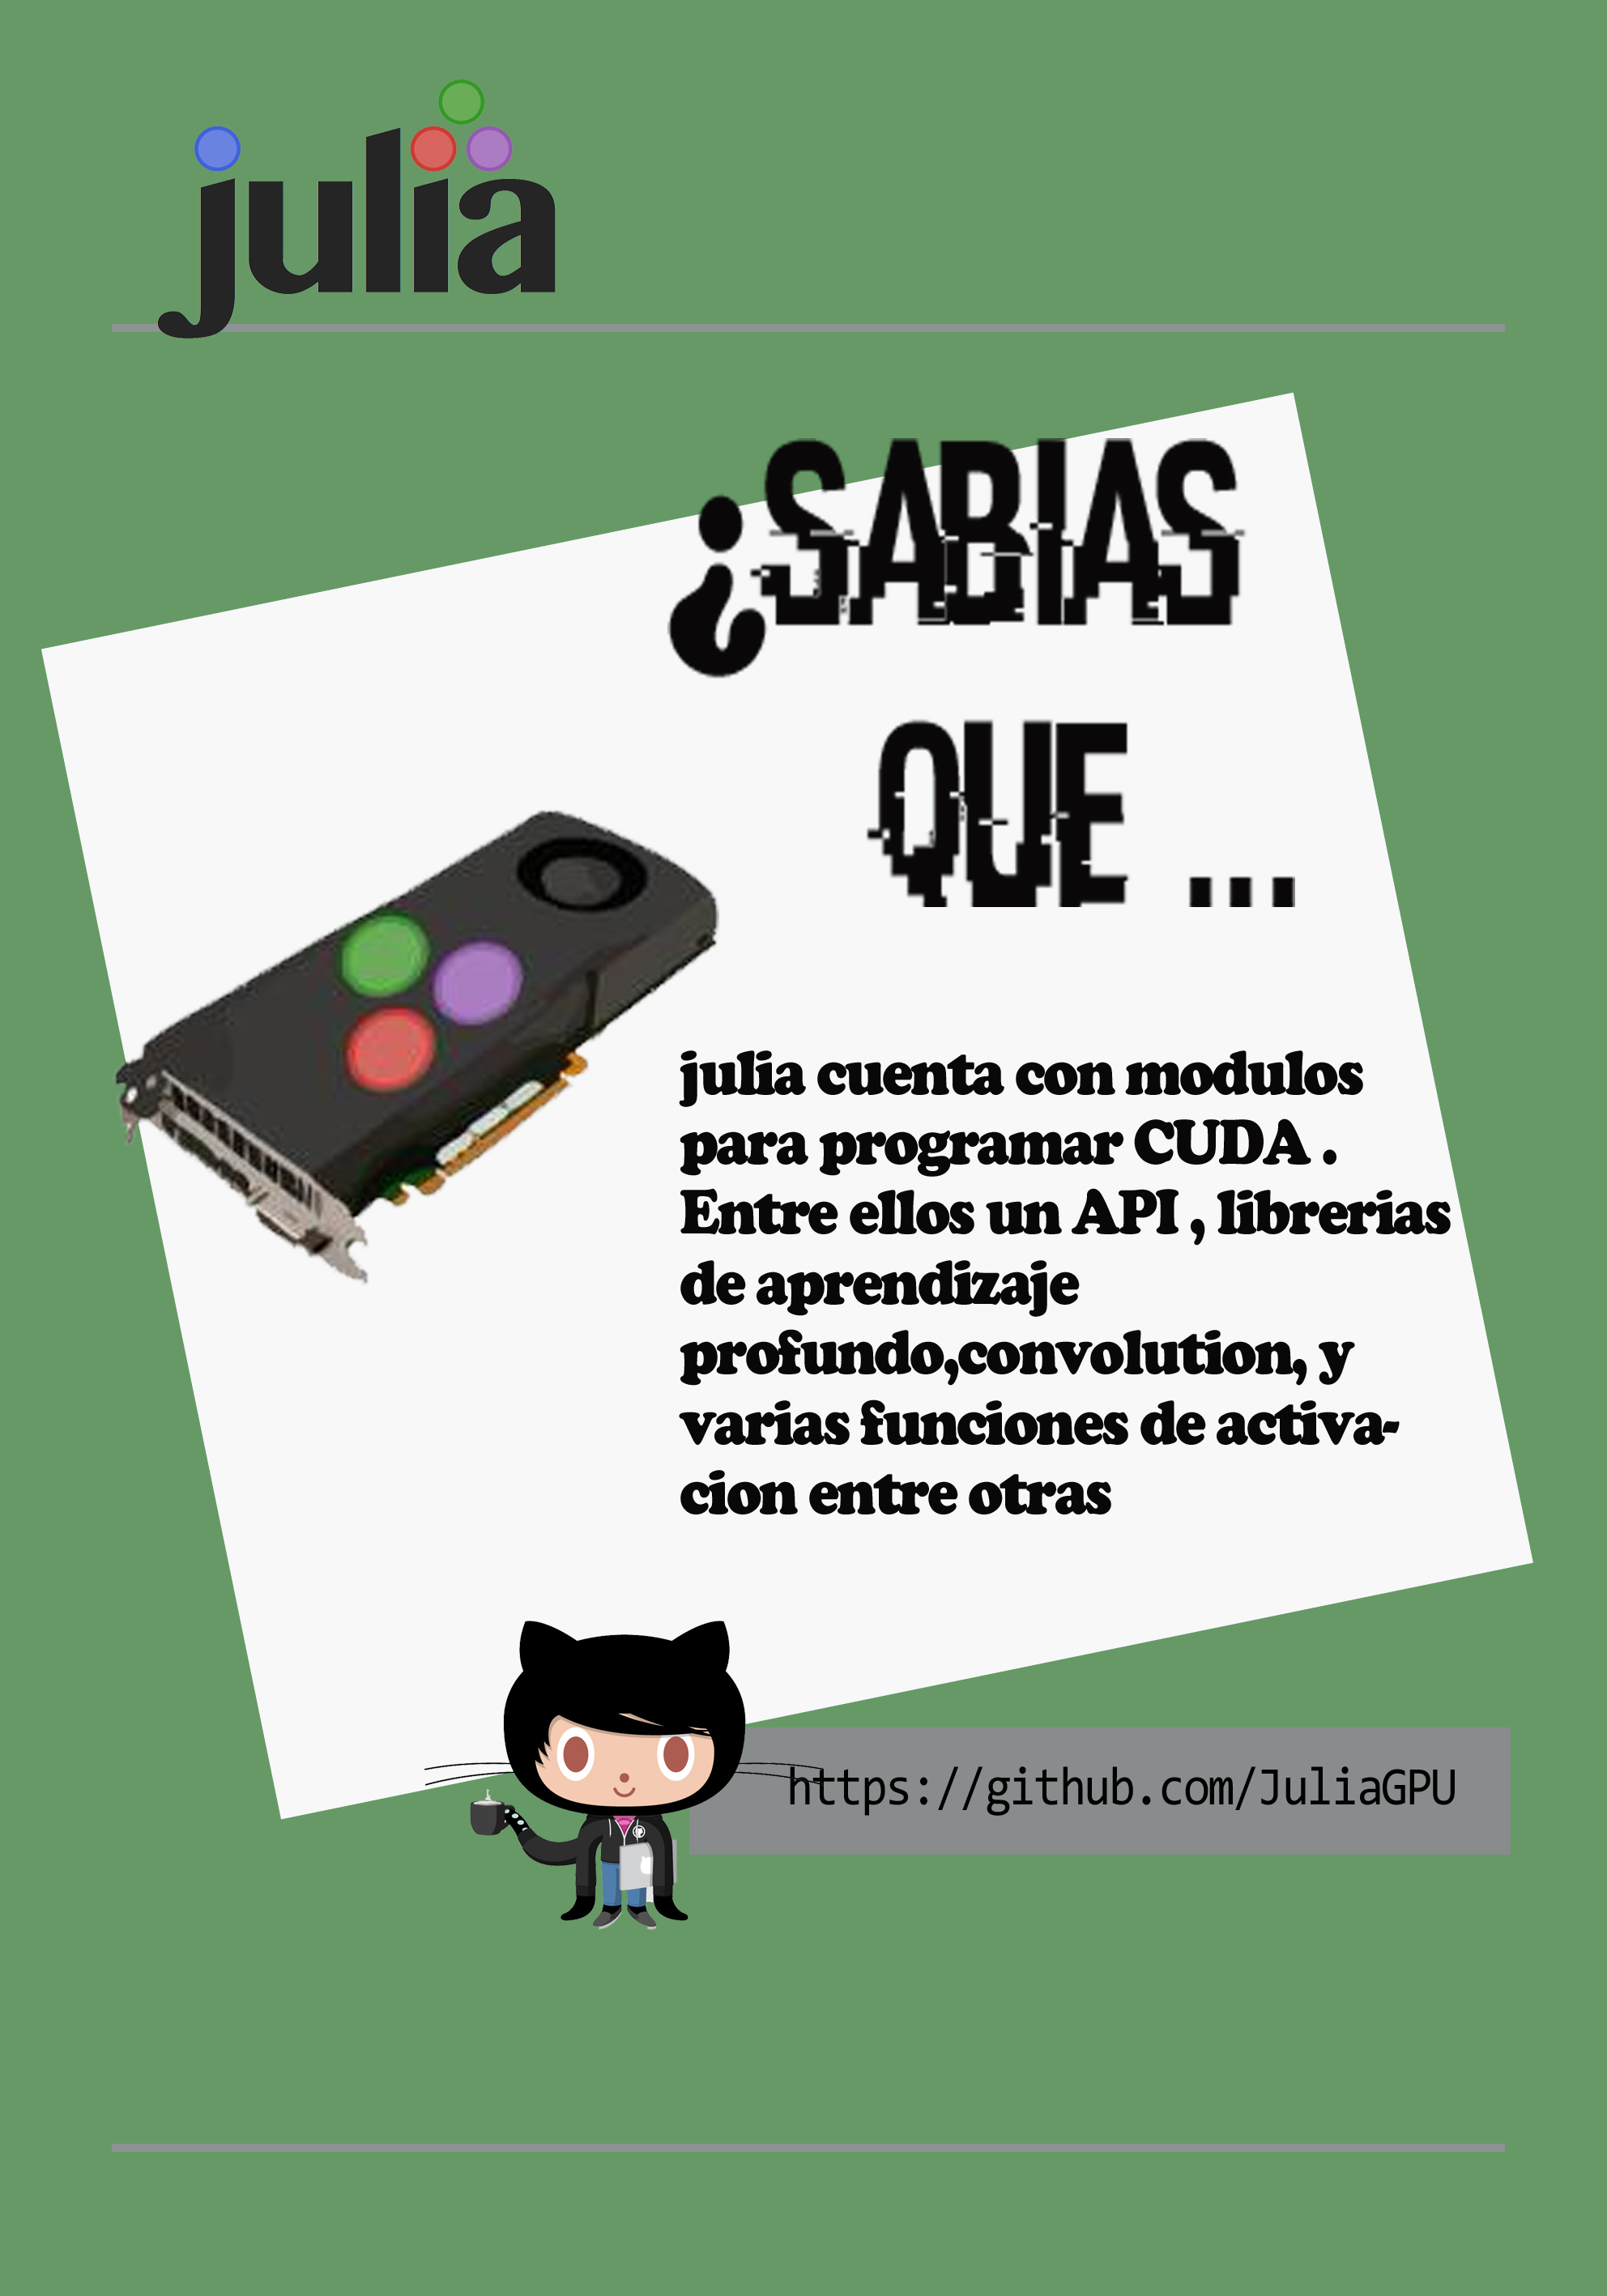 julia
¿SABIAS
QUE ...
julia cuenta con modulos
para programar CUDA .
Entre ellos un API , librerias
de aprendizaje
profundo,convolution, y
varias funciones de activa-
cion entre otras
https://github.com/JuliaGPU